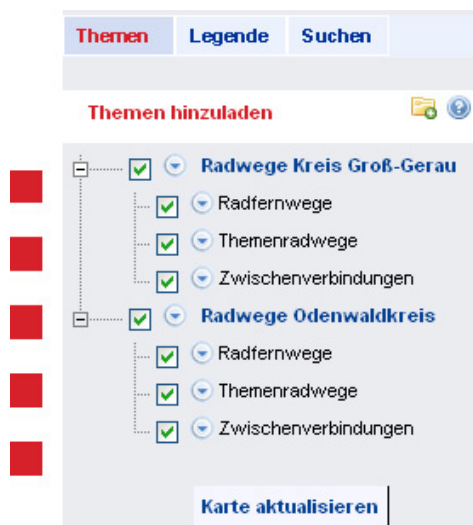 Themen Legende Suchen
Themen hinzuladen
Radwege Kreis Groß-Gerau
Radfernwege
Themenradwege
Zwischenverbindungen
Radwege Odenwaldkreis
Radfernwege
Themenradwege
Zwischenverbindungen
Karte aktualisieren